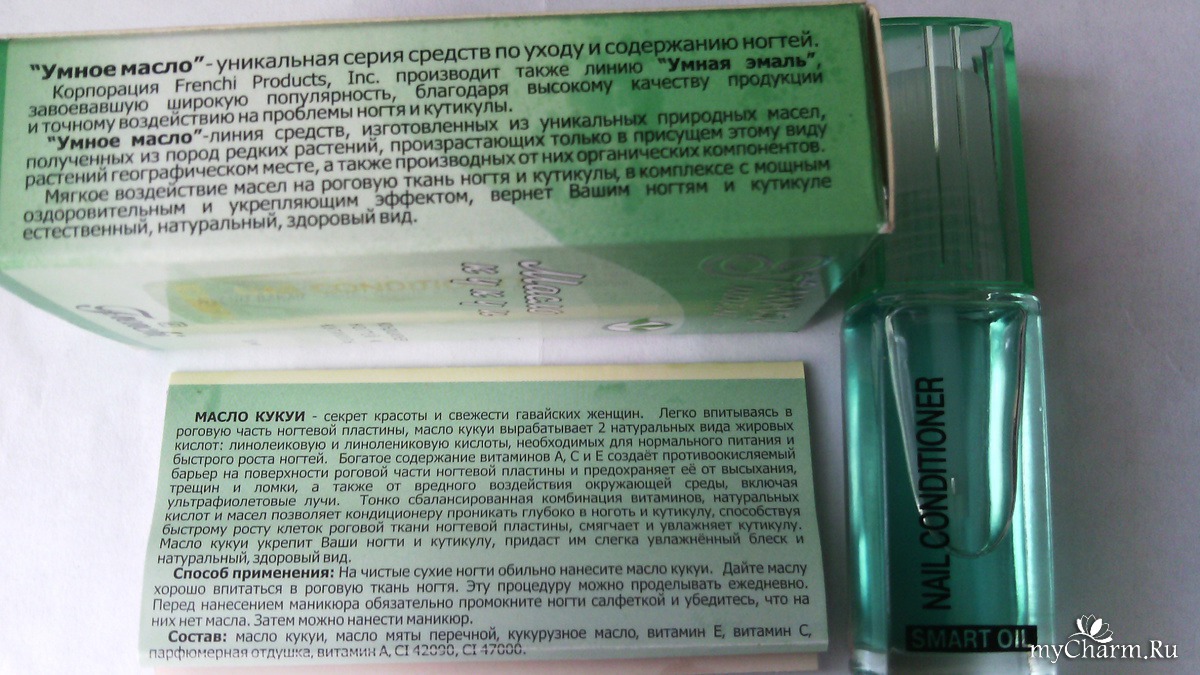 "Умное масло"- уникальная серия средств по уходу и содержанию ногтей.
Корпорация Frenchi Products, Inc. производит также линию "Умная эмаль",
завоевавшую широкую популярность, благодаря высокому качеству продукции
и точному воздействию на проблемы ногтя и кутикулы.
"Умное масло"-линия средств, изготовленных из уникальных природных масел,
полученных из пород редких растений, произрастающих только в присущем этому виду
растений географическом месте, а также производных от них органических компонентов.
Мягкое воздействие масел на роговую ткань ногтя и кутикулы, в комплексе с мощным
оздоровительным и укрепляющим эффектом, вернет Вашим ногтям и кутикуле
естественный, натуральный, здоровый вид.
Масло
кукуи
МАСЛО КУКУИ - секрет красоты и свежести гавайских женщин. Легко впитываясь в
роговую часть ногтевой пластины, масло кукуи вырабатывает 2 натуральных вида жировых
кислот: линолеиковую и линолениковую кислоты, необходимых для нормального питания и
быстрого роста ногтей. Богатое содержание витаминов А, С и Е создаёт противоокисляемый
барьер на поверхности роговой части ногтевой пластины и предохраняет её от высыхания,
трещин и ломки, а также от вредного воздействия окружающей среды, включая
ультрафиолетовые лучи. Тонко сбалансированная комбинация витаминов, натуральных
кислот и масел позволяет кондиционеру проникать глубоко в ноготь и кутикулу, способствуя
быстрому росту клеток роговой ткани ногтевой пластины, смягчает и увлажняет кутикулу.
Масло кукуи укрепит Ваши ногти и кутикулу, придаст им слегка увлажнённый блеск и
натуральный, здоровый вид.
Способ применения: На чистые сухие ногти обильно нанесите масло кукуи. Дайте маслу
хорошо впитаться в роговую ткань ногтя. Эту процедуру можно проделывать ежедневно.
Перед нанесением маникюра обязательно промокните ногти салфеткой и убедитесь, что на
них нет масла. Затем можно нанести маникюр.
Состав: масло кукуи, масло мяты перечной, кукурузное масло, витамин Е, витамин С,
парфюмерная отдушка, витамин А, CI 42090, CI 47000.
NAIL CONDITIONER
SMART OIL
myCharm.Ru